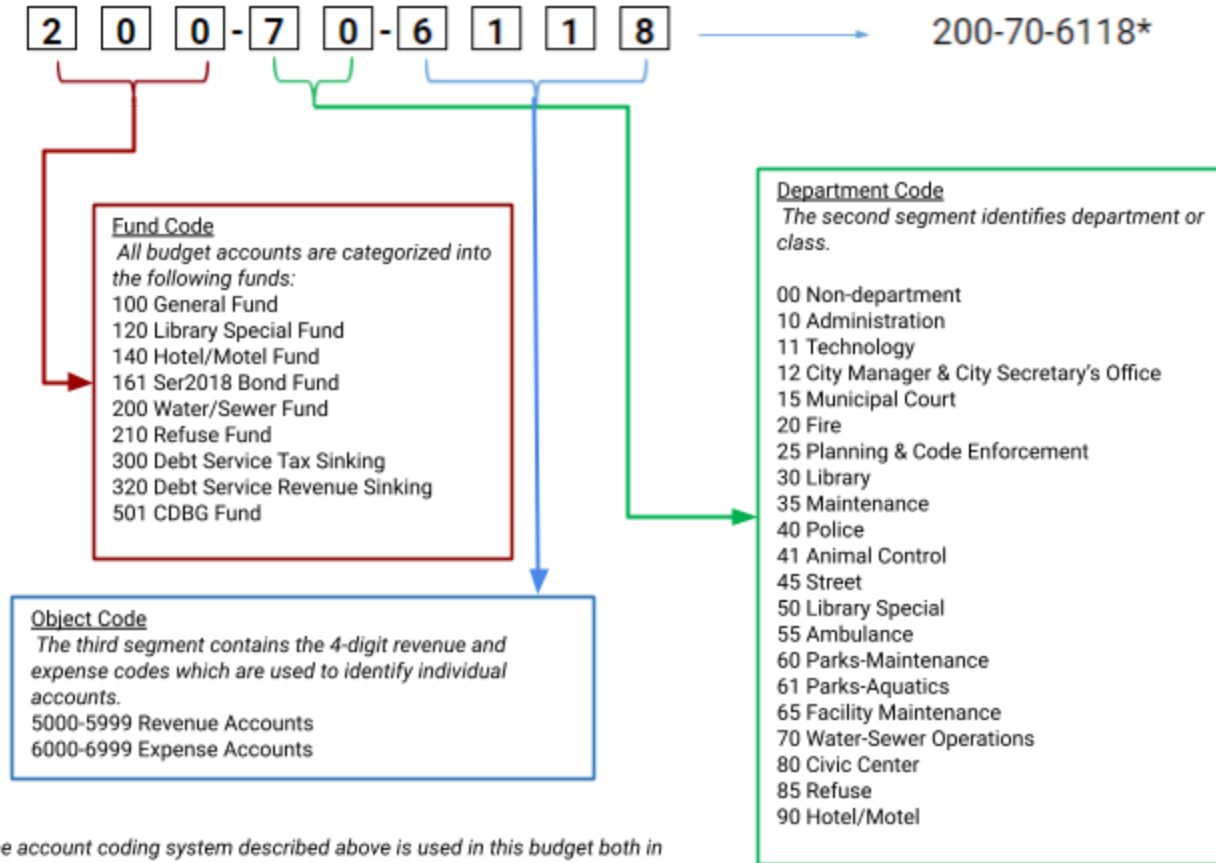 2 0 0 - 7 0 - 6 1 1 8 200-70-6118*
Fund Code
All budget accounts are categorized into
the following funds:
100 General Fund
120 Library Special Fund
140 Hotel/Motel Fund
161 Ser2018 Bond Fund
200 Water/Sewer Fund
210 Refuse Fund
300 Debt Service Tax Sinking
320 Debt Service Revenue Sinking
501 CDBG Fund
Object Code
The third segment contains the 4-digit revenue and
expense codes which are used to identify individual
accounts.
5000-5999 Revenue Accounts
6000-6999 Expense Accounts
Department Code
The second segment identifies department or
class.
00 Non-department
10 Administration
11 Technology
12 City Manager & City Secretary's Office
15 Municipal Court
20 Fire
25 Planning & Code Enforcement
30 Library
35 Maintenance
40 Police
41 Animal Control
45 Street
50 Library Special
55 Ambulance
60 Parks-Maintenance
61 Parks-Aquatics
65 Facility Maintenance
70 Water-Sewer Operations
80 Civic Center
85 Refuse
90 Hotel/Motel
account coding system described above is used in this budget both in